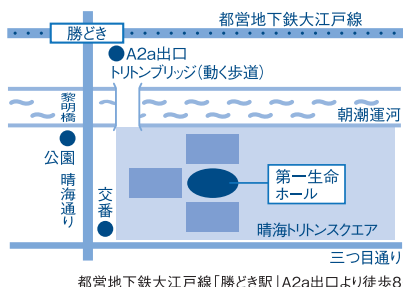 都営地下鉄大江戸線
勝どき
A2a出口
トリトンブリッジ(動く歩道)
黎明橋
朝潮運河
公園
晴海通り
交番
第一生命
ホール
晴海トリトンスクエア
三つ目通り
都営地下鉄大江戸線「勝どき駅」A2a出口より徒歩8